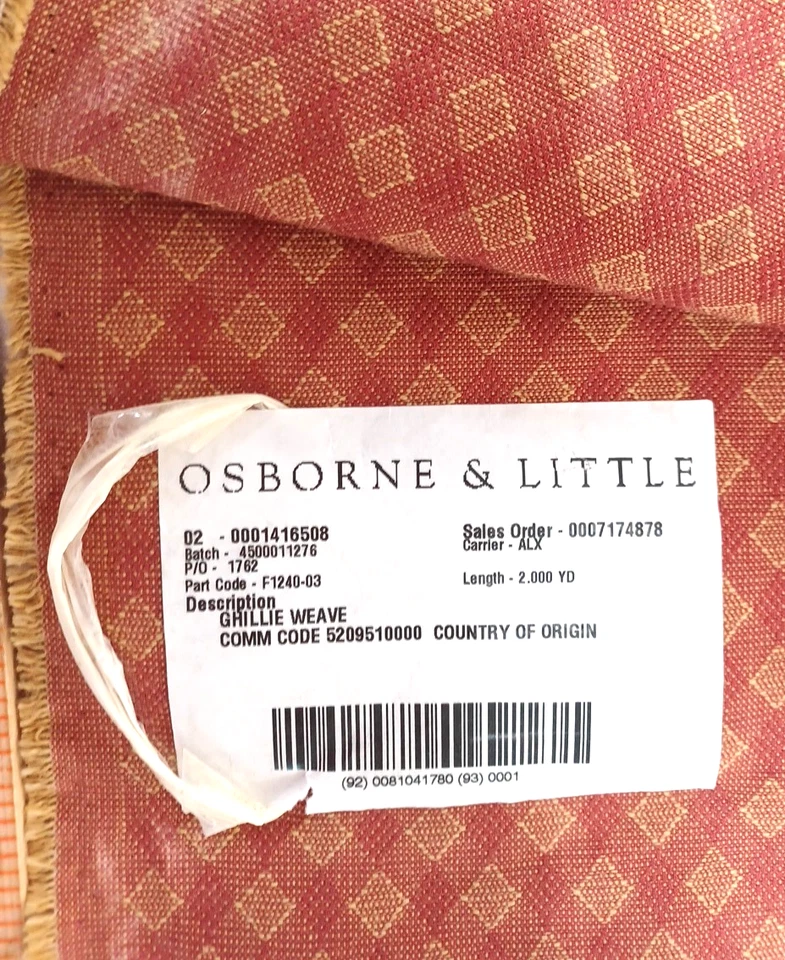 OSBORNE & LITTLE
02 - 0001416508 Sales Order - 0007174878
Batch - 4500011276 Carrier - ALX
P/O - 1762
Part Code - F1240-03 Length - 2.000 YD
Description
GHILLIE WEAVE
COMM CODE 5209510000 COUNTRY OF ORIGIN
(92) 0081041780 (93) 0001